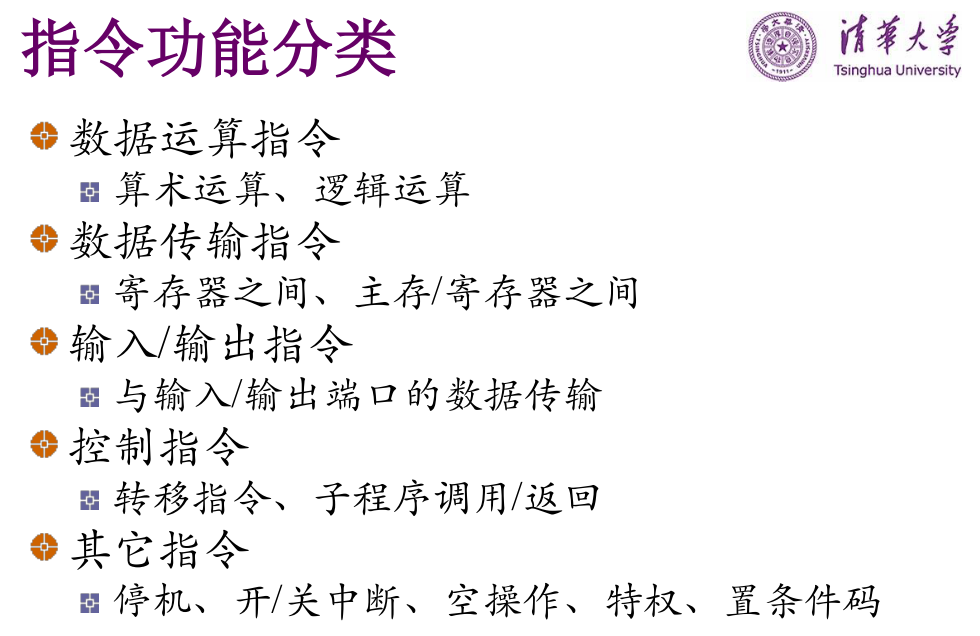 指令功能分类
清華大学
Tsinghua University
数据运算指令
算术运算、逻辑运算
数据传输指令
寄存器之间、主存/寄存器之间
输入/输出指令
与输入/输出端口的数据传输
控制指令
转移指令、子程序调用/返回
其它指令
停机、开/关中断、空操作、特权、置条件码